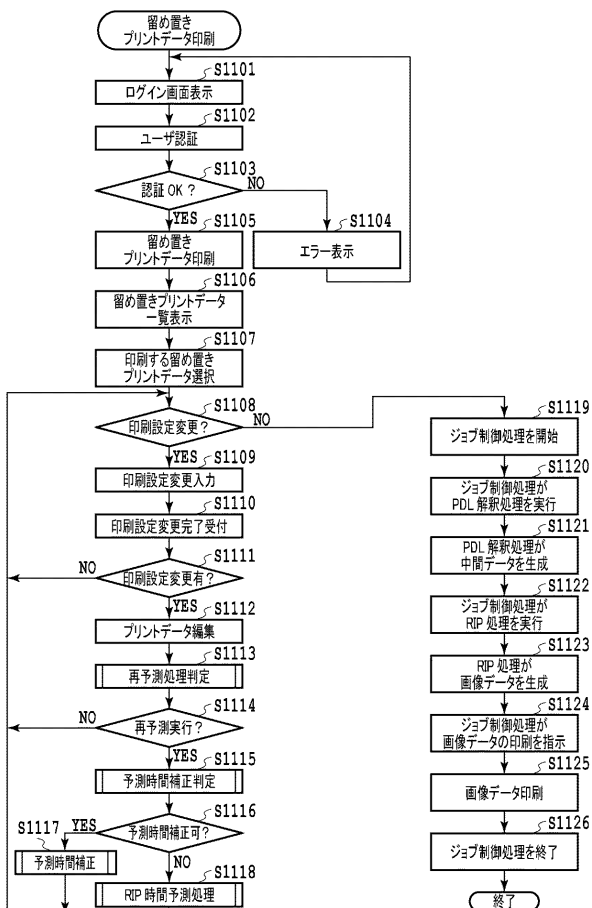 留め置き
プリントデータ印刷
S1101
ログイン画面表示
S1102
ユーザ認証
S1103
認証 OK ?
NO
YES
S1104
エラー表示
S1105
留め置き
プリントデータ印刷
S1106
留め置きプリントデータ
一覧表示
S1107
印刷する留め置き
プリントデータ選択
S1108
印刷設定変更?
NO
YES
S1109
印刷設定変更入力
S1110
印刷設定変更完了受付
S1111
印刷設定変更有?
NO
YES
S1112
プリントデータ編集
S1113
再予測処理判定
S1114
再予測実行?
NO
YES
S1115
予測時間補正判定
S1116
予測時間補正可?
YES
NO
S1117
予測時間補正
S1118
RIP 時間予測処理
S1119
ジョブ制御処理を開始
S1120
ジョブ制御処理が
PDL 解釈処理を実行
S1121
PDL 解釈処理が
中間データを生成
S1122
ジョブ制御処理が
RIP 処理を実行
S1123
RIP 処理が
画像データを生成
S1124
ジョブ制御処理が
画像データの印刷を指示
S1125
画像データ印刷
S1126
ジョブ制御処理を終了
終了